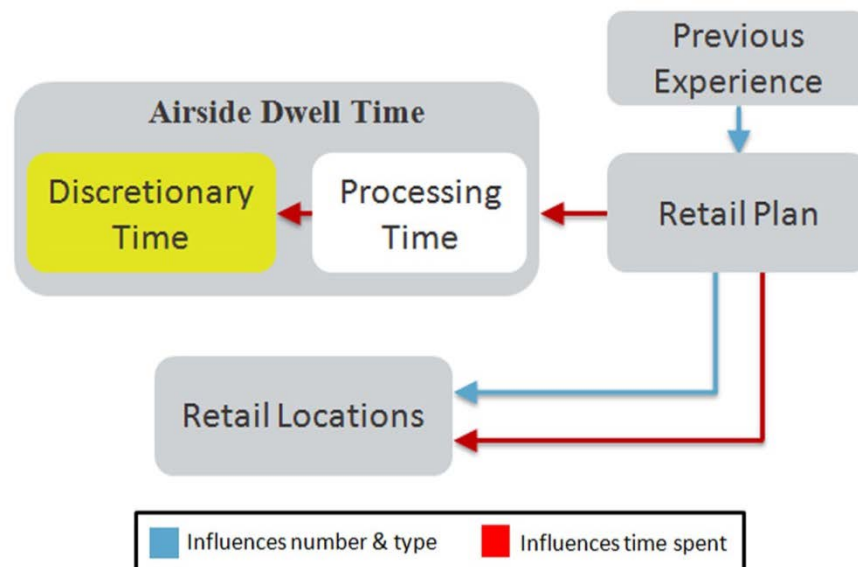 Previous
Experience
Airside Dwell Time
Discretionary
Time
Processing
Time
Retail Plan
Retail Locations
Influences number & type
Influences time spent